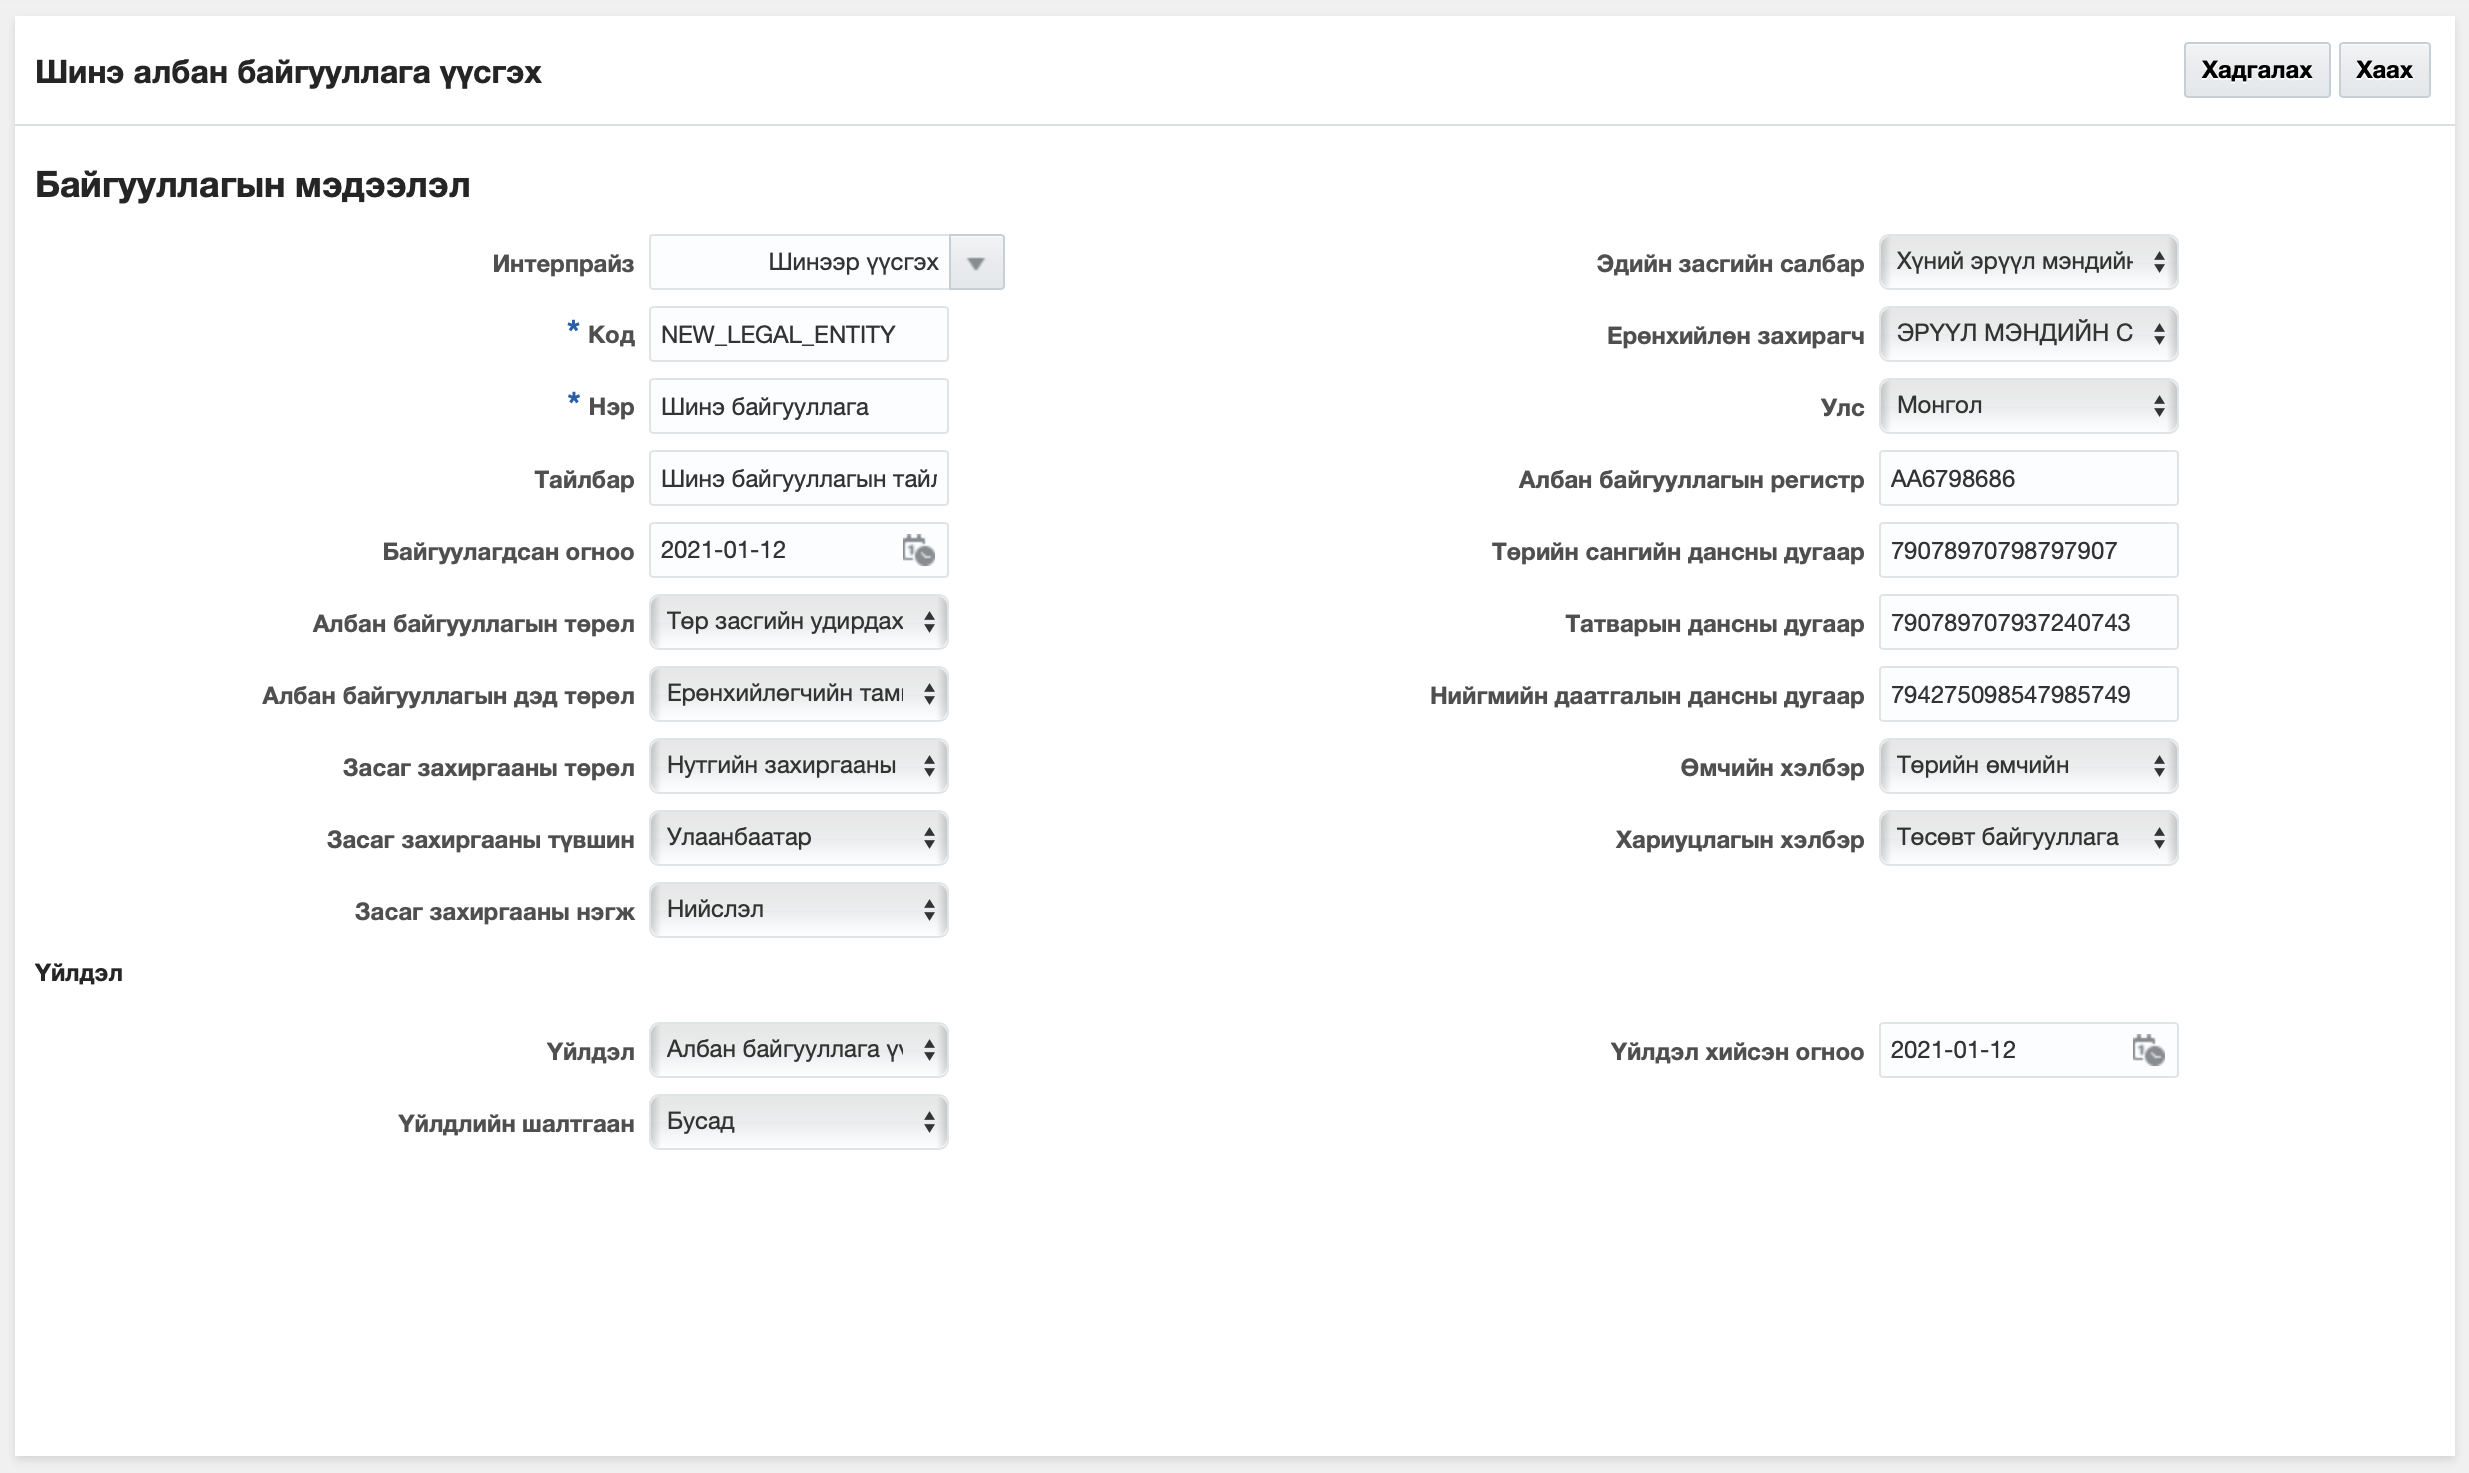 Шинэ албан байгууллага үүсгэх
Хадгалах
Хаах
Байгууллагын мэдээлэл
Интерпрайз
Шинээр үүсгэх
* Код
NEW_LEGAL_ENTITY
* Нэр
Шинэ байгууллага
Тайлбар
Шинэ байгууллагын
Байгуулагдсан огноо
2021-01-12
Албан байгууллагын төрөл
Төр засгийн удирдах
Албан байгууллагын дэд төрөл
Ерөнхийлөгчийн
Засаг захиргааны төрөл
Нутгийн захиргааны
Засаг захиргааны түвшин
Улаанбаатар
Засаг захиргааны нэгж
Нийслэл
Эдийн засгийн салбар
Хүний эрүүл
Ерөнхийлөн захирагч
ЭРҮҮЛ МЭНДИЙН С
Улс
Монгол
Албан байгууллагын регистр
АА6798686
Төрийн сангийн дансны дугаар
79078970798797907
Татварын дансны дугаар
790789707937240743
Нийгмийн даатгалын дансны дугаар
794275098547985749
Өмчийн хэлбэр
Төрийн өмчийн
Хариуцлагын хэлбэр
Төсөвт байгууллага
Үйлдэл
Үйлдэл
Албан байгууллага
Үйлдлийн шалтгаан
Бусад
Үйлдэл хийсэн огноо
2021-01-12